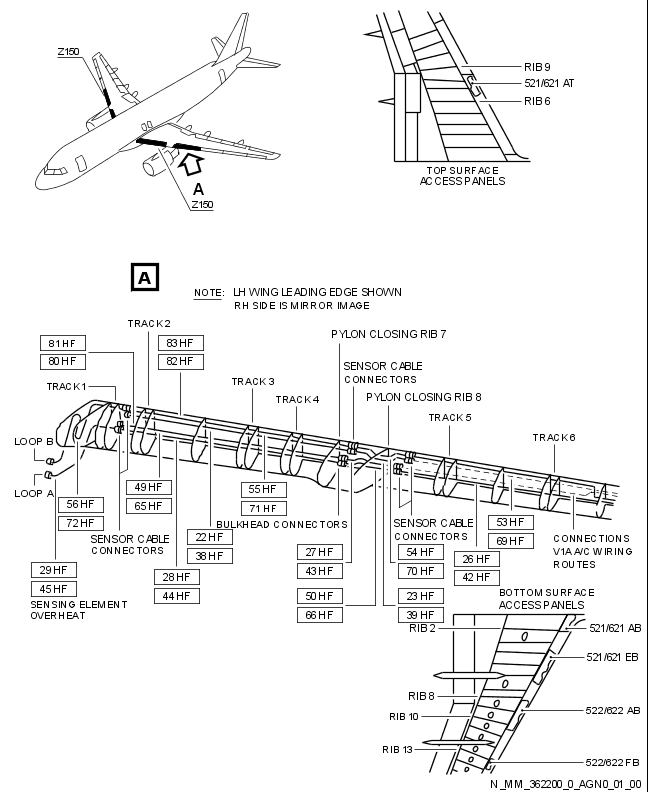 Z150
RIB 9
521/621 AT
RIB 6
TOP SURFACE
ACCESS PANELS
A
Z150
A
NOTE: LH WING LEADING EDGE SHOWN
RH SIDE IS MIRROR IMAGE
TRACK 2
81 HF
80 HF
83 HF
82 HF
PYLON CLOSING RIB 7
SENSOR CABLE
CONNECTORS
TRACK 1
TRACK 3
TRACK 4
PYLON CLOSING RIB 8
TRACK 5
TRACK 6
LOOP B
LOOP A
56 HF
72 HF
49 HF
65 HF
55 HF
71 HF
BULKHEAD CONNECTORS
SENSOR CABLE
CONNECTORS
22 HF
38 HF
SENSOR CABLE
CONNECTORS
53 HF
69 HF
CONNECTIONS
V1A A/C WIRING
ROUTES
29 HF
45 HF
SENSING ELEMENT
OVERHEAT
28 HF
44 HF
27 HF
43 HF
54 HF
70 HF
26 HF
42 HF
50 HF
66 HF
23 HF
39 HF
BOTTOM SURFACE
ACCESS PANELS
RIB 2
521/621 AB
521/621 EB
RIB 8
522/622 AB
RIB 10
RIB 13
522/622 FB
N_MM_362200_0_AGN0_01_00